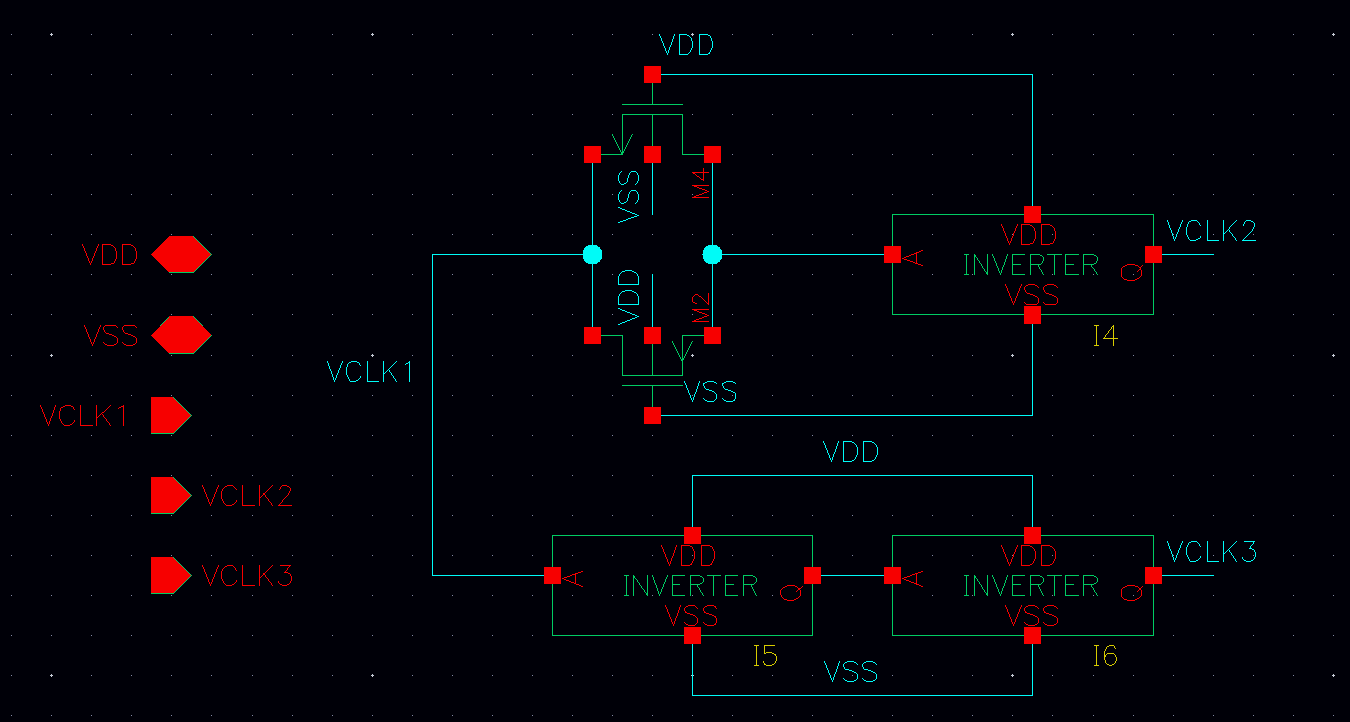 VDD
VSS
M4
VDD
M2
VSS
VCLK1
VDD
INVERTER
VSS
A
Q
I4
VCLK2
VDD
VSS
VCLK1
VCLK2
VCLK3
VDD
VDD
INVERTER
VSS
A
Q
I5
VDD
INVERTER
VSS
A
Q
I6
VCLK3
VSS